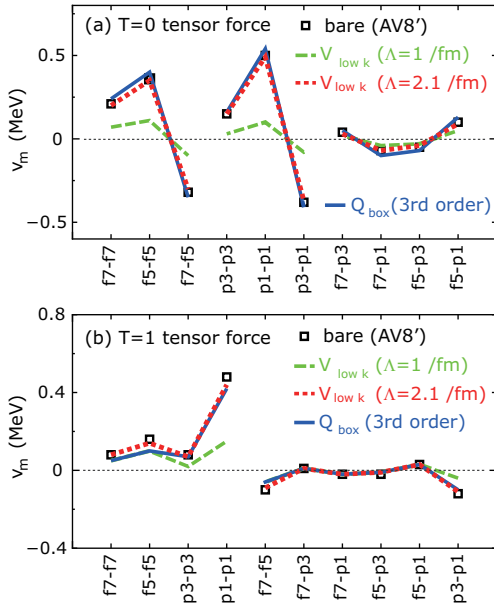 (a) T=0 tensor force
bare (AV8')
V low k (Λ=1 /fm)
V low k (Λ=2.1 /fm)
Q box (3rd order)
v_m (MeV)
0.5
0
−0.5
f7-f7
f5-f5
f7-f5
p3-p3
p1-p1
p3-p1
f7-p3
f7-p1
f5-p3
f5-p1
(b) T=1 tensor force
bare (AV8')
V low k (Λ=1 /fm)
V low k (Λ=2.1 /fm)
Q box (3rd order)
v_m (MeV)
0.8
0.4
0
−0.4
f7-f7
f5-f5
p3-p3
p1-p1
f7-f5
f7-p3
f7-p1
f5-p3
f5-p1
p3-p1